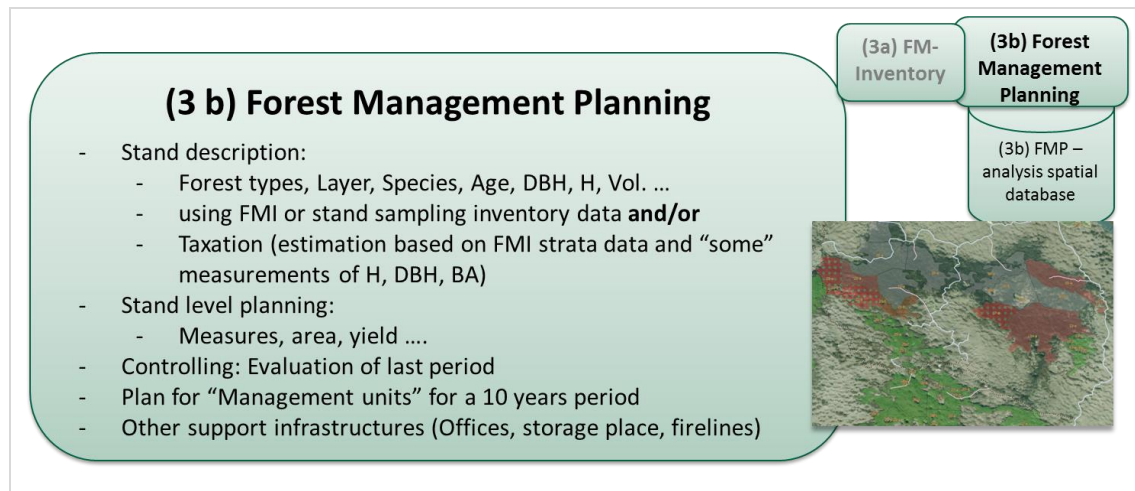 (3 b) Forest Management Planning
- Stand description:
- Forest types, Layer, Species, Age, DBH, H, Vol. …
- using FMI or stand sampling inventory data and/or
- Taxation (estimation based on FMI strata data and “some”
measurements of H, DBH, BA)
- Stand level planning:
- Measures, area, yield ….
- Controlling: Evaluation of last period
- Plan for “Management units” for a 10 years period
- Other support infrastructures (Offices, storage place, firelines)
(3a) FM-
Inventory
(3b) Forest
Management
Planning
(3b) FMP –
analysis spatial
database